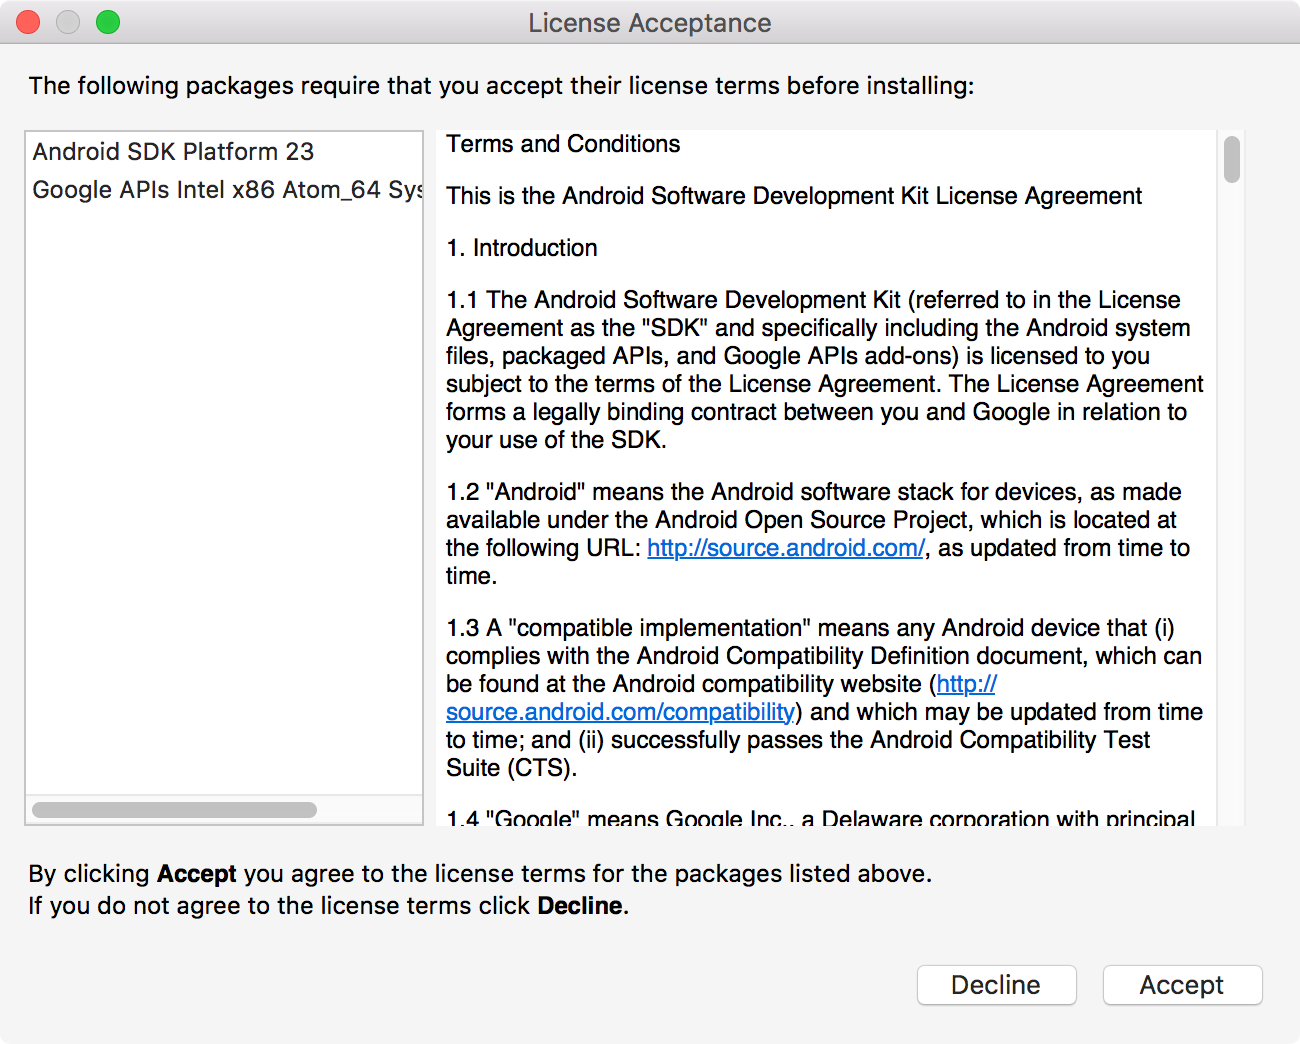 License Acceptance
The following packages require that you accept their license terms before installing:
Android SDK Platform 23
Google APIs Intel x86 Atom_64 Sys
Terms and Conditions
This is the Android Software Development Kit License Agreement
1. Introduction
1.1 The Android Software Development Kit (referred to in the License
Agreement as the "SDK" and specifically including the Android system
files, packaged APIs, and Google APIs add-ons) is licensed to you
subject to the terms of the License Agreement. The License Agreement
forms a legally binding contract between you and Google in relation to
your use of the SDK.
1.2 "Android" means the Android software stack for devices, as made
available under the Android Open Source Project, which is located at
the following URL: http://source.android.com/, as updated from time to
time.
1.3 A "compatible implementation" means any Android device that (i)
complies with the Android Compatibility Definition document, which can
be found at the Android compatibility website (http://
source.android.com/compatibility) and which may be updated from time
to time; and (ii) successfully passes the Android Compatibility Test
Suite (CTS).
1.4 "Google" means Google Inc., a Delaware corporation with principal
By clicking Accept you agree to the license terms for the packages listed above.
If you do not agree to the license terms click Decline.
Decline
Accept